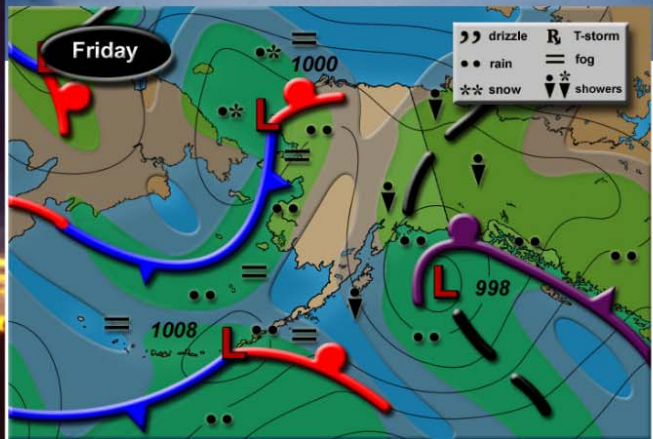 Friday
,, drizzle
R T-storm
•• rain
= fog
** snow
showers
1000
L
L
L
998
1008
L